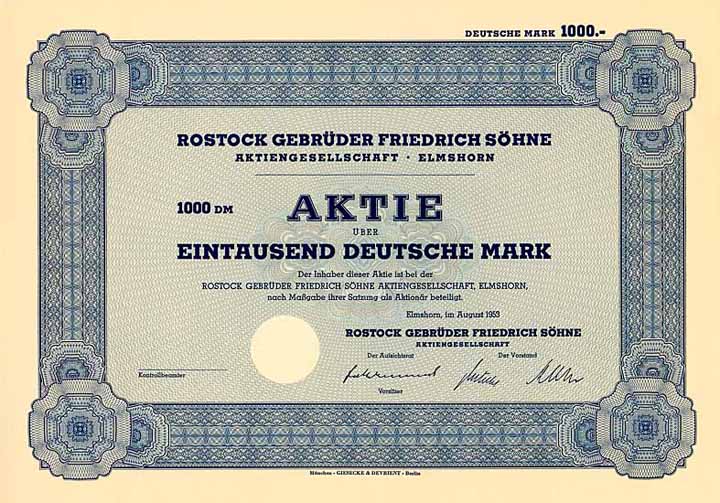 DEUTSCHE MARK 1000.-
ROSTOCK GEBRÜDER FRIEDRICH SÖHNE
AKTIENGESELLSCHAFT · ELMSHORN
1000 DM AKTIE
ÜBER
EINTAUSEND DEUTSCHE MARK
Der Inhaber dieser Aktie ist bei der
ROSTOCK GEBRÜDER FRIEDRICH SÖHNE AKTIENGESELLSCHAFT, ELMSHORN,
nach Maßgabe ihrer Satzung als Aktionär beteiligt.
Elmshorn, im August 1953
ROSTOCK GEBRÜDER FRIEDRICH SÖHNE
AKTIENGESELLSCHAFT
Der Aufsichtsrat Der Vorstand
Kontrollbeamter
Vorsitzer
München - GIESECKE & DEVRIENT - Berlin